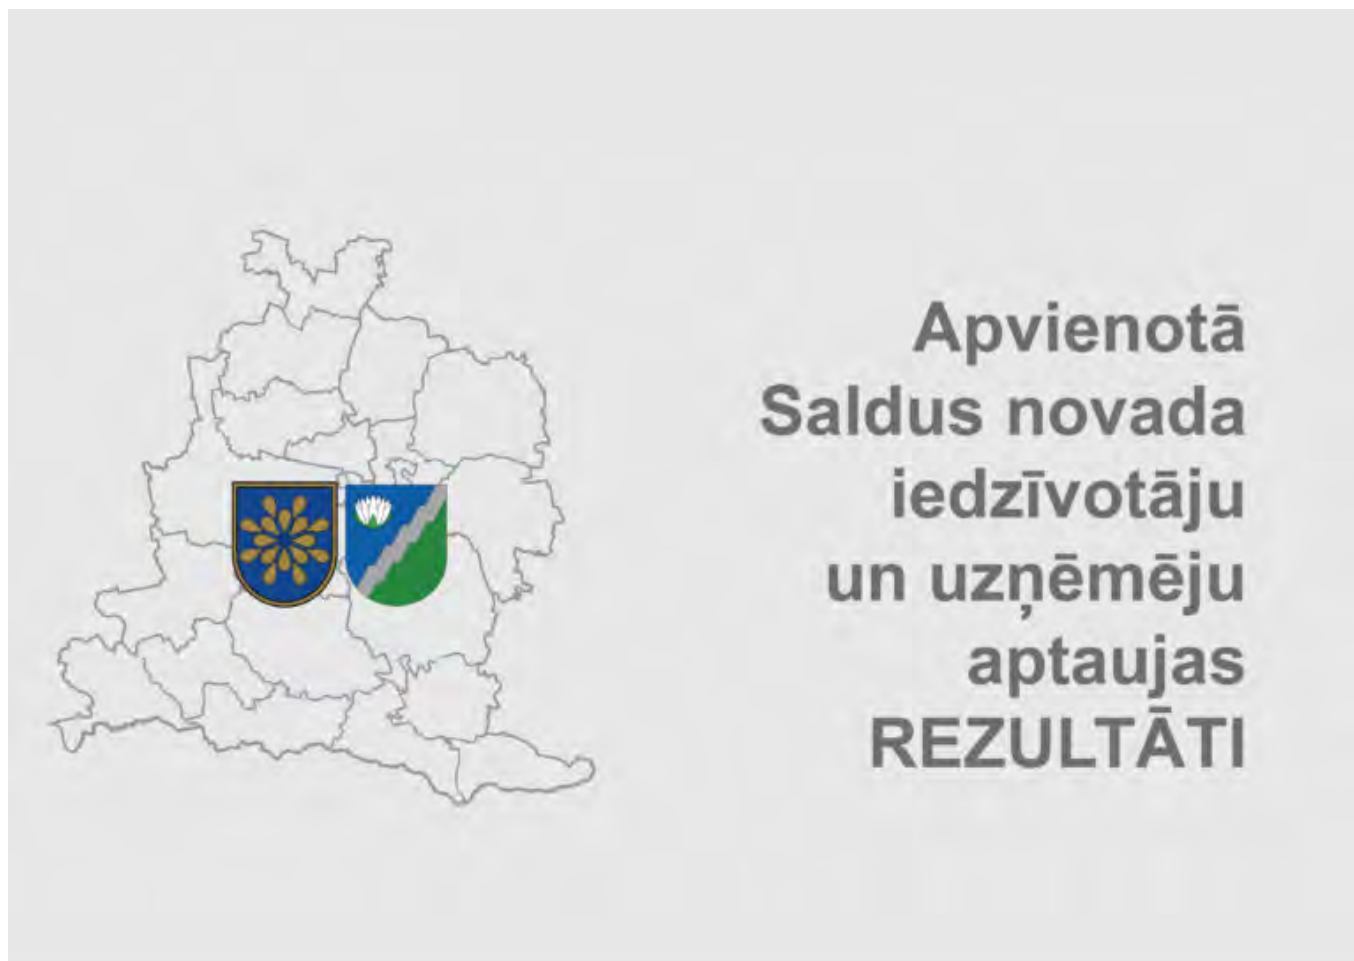 Apvienotā
Saldus novada
iedzīvotāju
un uzņēmēju
aptaujas
REZULTĀTI